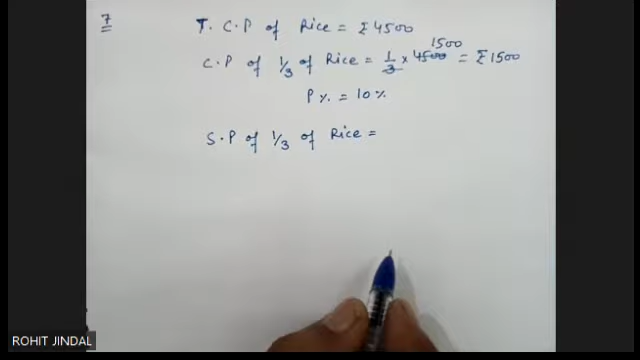 7
T. C.P of Rice = ₹4500
C.P of 1/3 of Rice = 1/3 × 4500 1500 = ₹1500
P%. = 10%
S.P of 1/3 of Rice =
ROHIT JINDAL